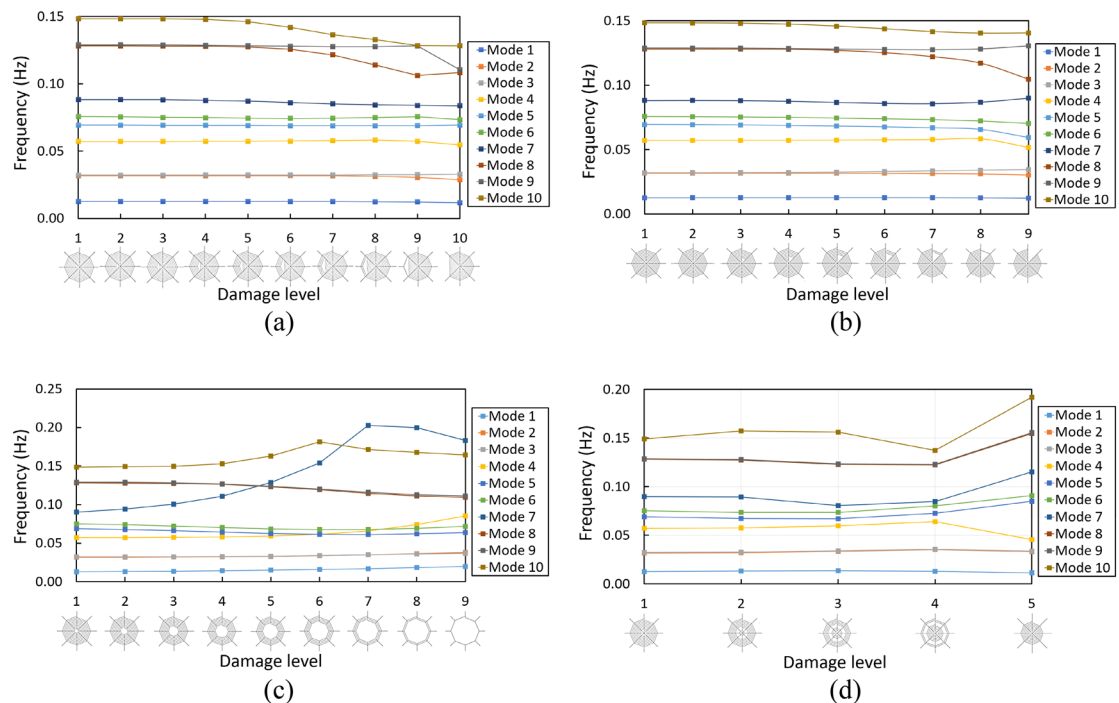 0.15
0.10
0.05
0.00
Frequency (Hz)
Mode 1
Mode 2
Mode 3
Mode 4
Mode 5
Mode 6
Mode 7
Mode 8
Mode 9
Mode 10
1 2 3 4 5 6 7 8 9 10
Damage level
(a)
0.15
0.10
0.05
0.00
Frequency (Hz)
Mode 1
Mode 2
Mode 3
Mode 4
Mode 5
Mode 6
Mode 7
Mode 8
Mode 9
Mode 10
1 2 3 4 5 6 7 8 9
Damage level
(b)
0.25
0.20
0.15
0.10
0.05
0.00
Frequency (Hz)
Mode 1
Mode 2
Mode 3
Mode 4
Mode 5
Mode 6
Mode 7
Mode 8
Mode 9
Mode 10
1 2 3 4 5 6 7 8 9
Damage level
(c)
0.20
0.15
0.10
0.05
0.00
Frequency (Hz)
Mode 1
Mode 2
Mode 3
Mode 4
Mode 5
Mode 6
Mode 7
Mode 8
Mode 9
Mode 10
1 2 3 4 5
Damage level
(d)